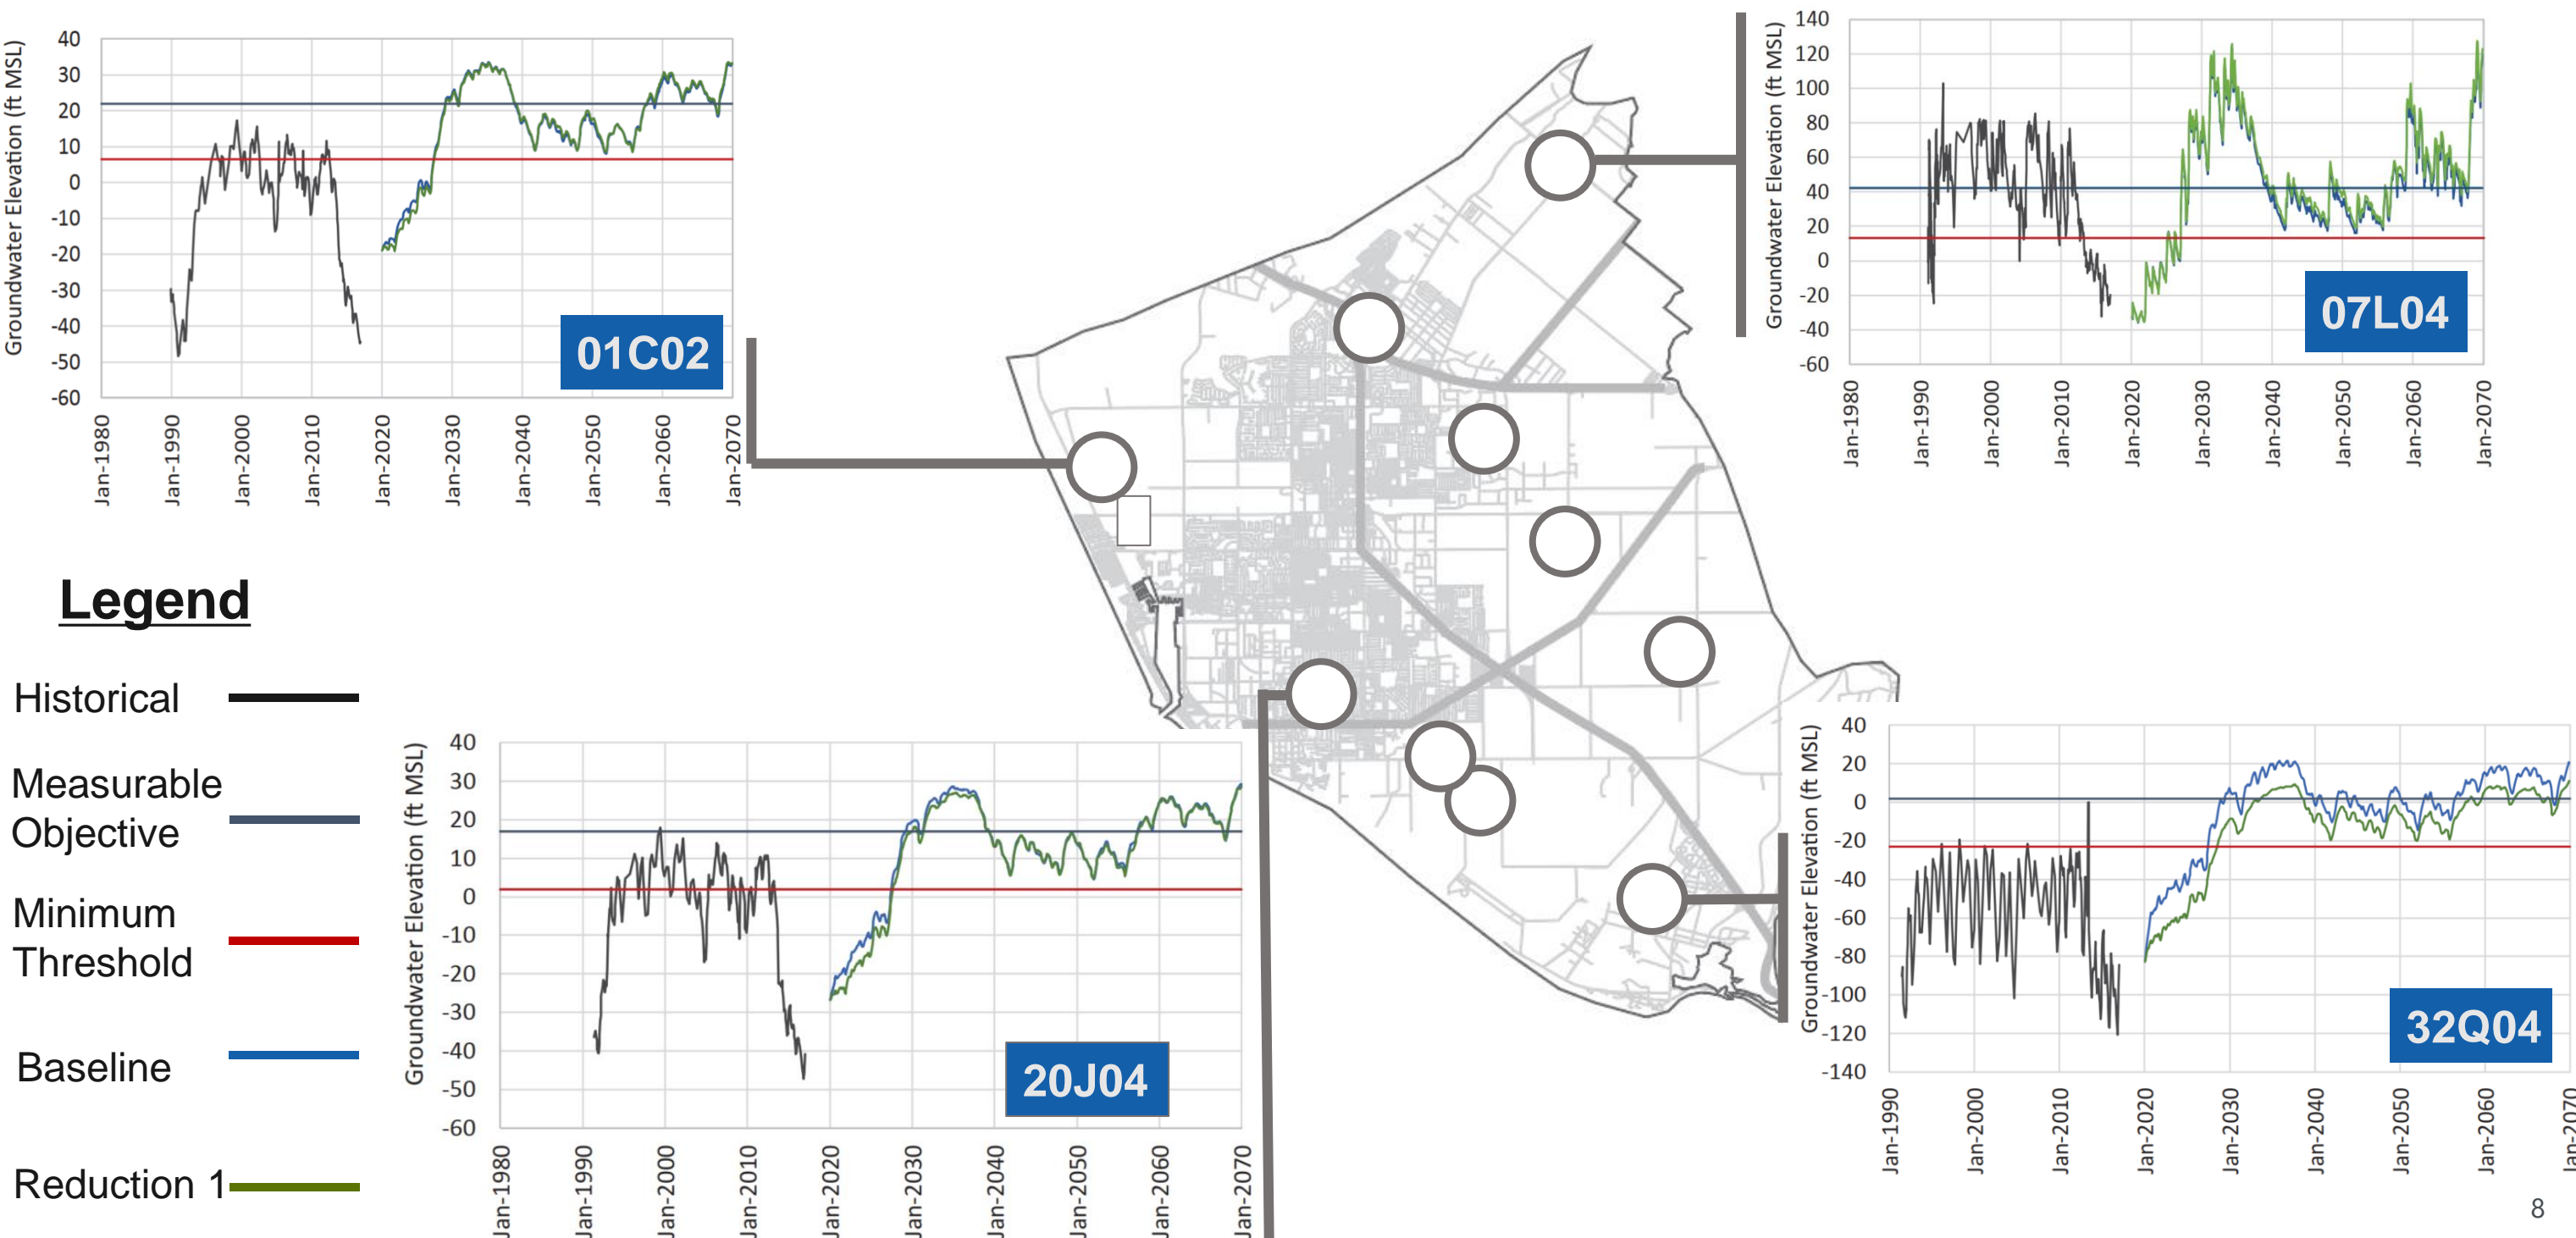 Groundwater Elevation (ft MSL)
40
30
20
10
0
-10
-20
-30
-40
-50
-60
Jan-1980
Jan-1990
Jan-2000
Jan-2010
Jan-2020
Jan-2030
Jan-2040
Jan-2050
Jan-2060
Jan-2070
01C02
Groundwater Elevation (ft MSL)
140
120
100
80
60
40
20
0
-20
-40
-60
Jan-1980
Jan-1990
Jan-2000
Jan-2010
Jan-2020
Jan-2030
Jan-2040
Jan-2050
Jan-2060
Jan-2070
07L04
Legend
Historical
Measurable
Objective
Minimum
Threshold
Baseline
Reduction 1
Groundwater Elevation (ft MSL)
40
30
20
10
0
-10
-20
-30
-40
-50
-60
Jan-1980
Jan-1990
Jan-2000
Jan-2010
Jan-2020
Jan-2030
Jan-2040
Jan-2050
Jan-2060
Jan-2070
20J04
Groundwater Elevation (ft MSL)
40
20
0
-20
-40
-60
-80
-100
-120
-140
Jan-1990
Jan-2000
Jan-2010
Jan-2020
Jan-2030
Jan-2040
Jan-2050
Jan-2060
Jan-2070
32Q04
8